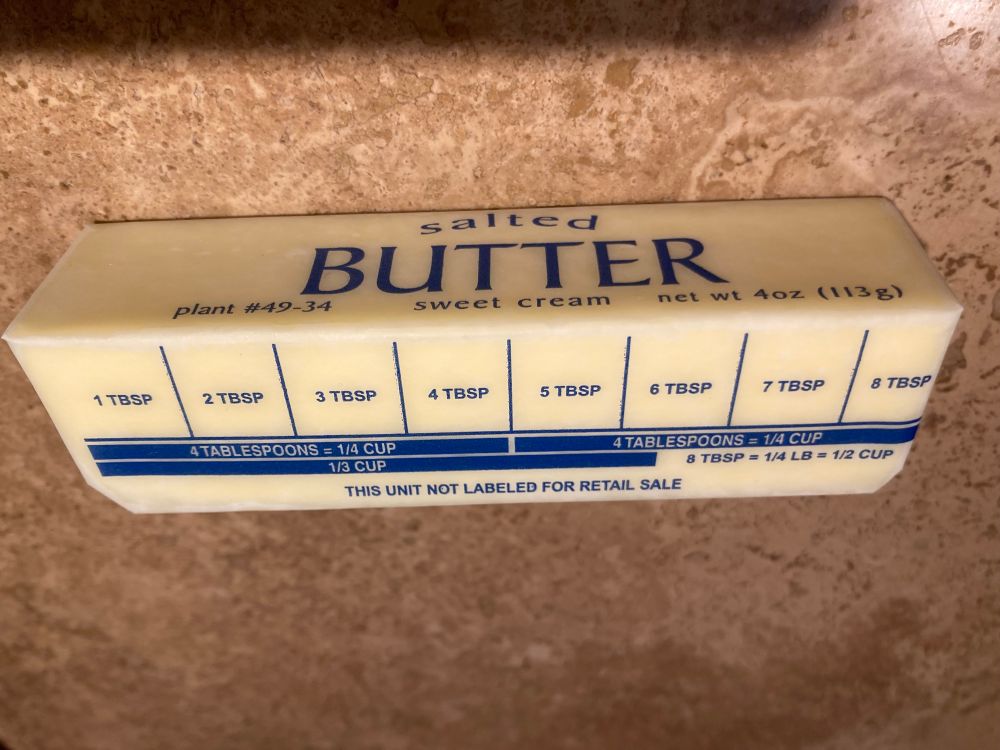 salted
BUTTER
plant #49-34 sweet cream net wt 4oz (113g)
1 TBSP 2 TBSP 3 TBSP 4 TBSP 5 TBSP 6 TBSP 7 TBSP 8 TBSP
4 TABLESPOONS = 1/4 CUP 4 TABLESPOONS = 1/4 CUP
1/3 CUP 8 TBSP = 1/4 LB = 1/2 CUP
THIS UNIT NOT LABELED FOR RETAIL SALE